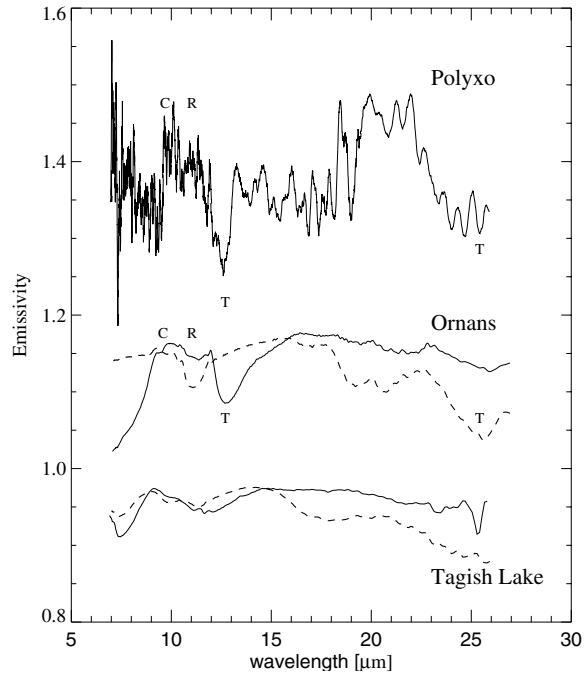 1.6
Polyxo
C R
1.4
T
T
1.2
Ornans
C R
Emissivity
T
T
1.0
Tagish Lake
0.8
5 10 15 20 25 30
wavelength [μm]